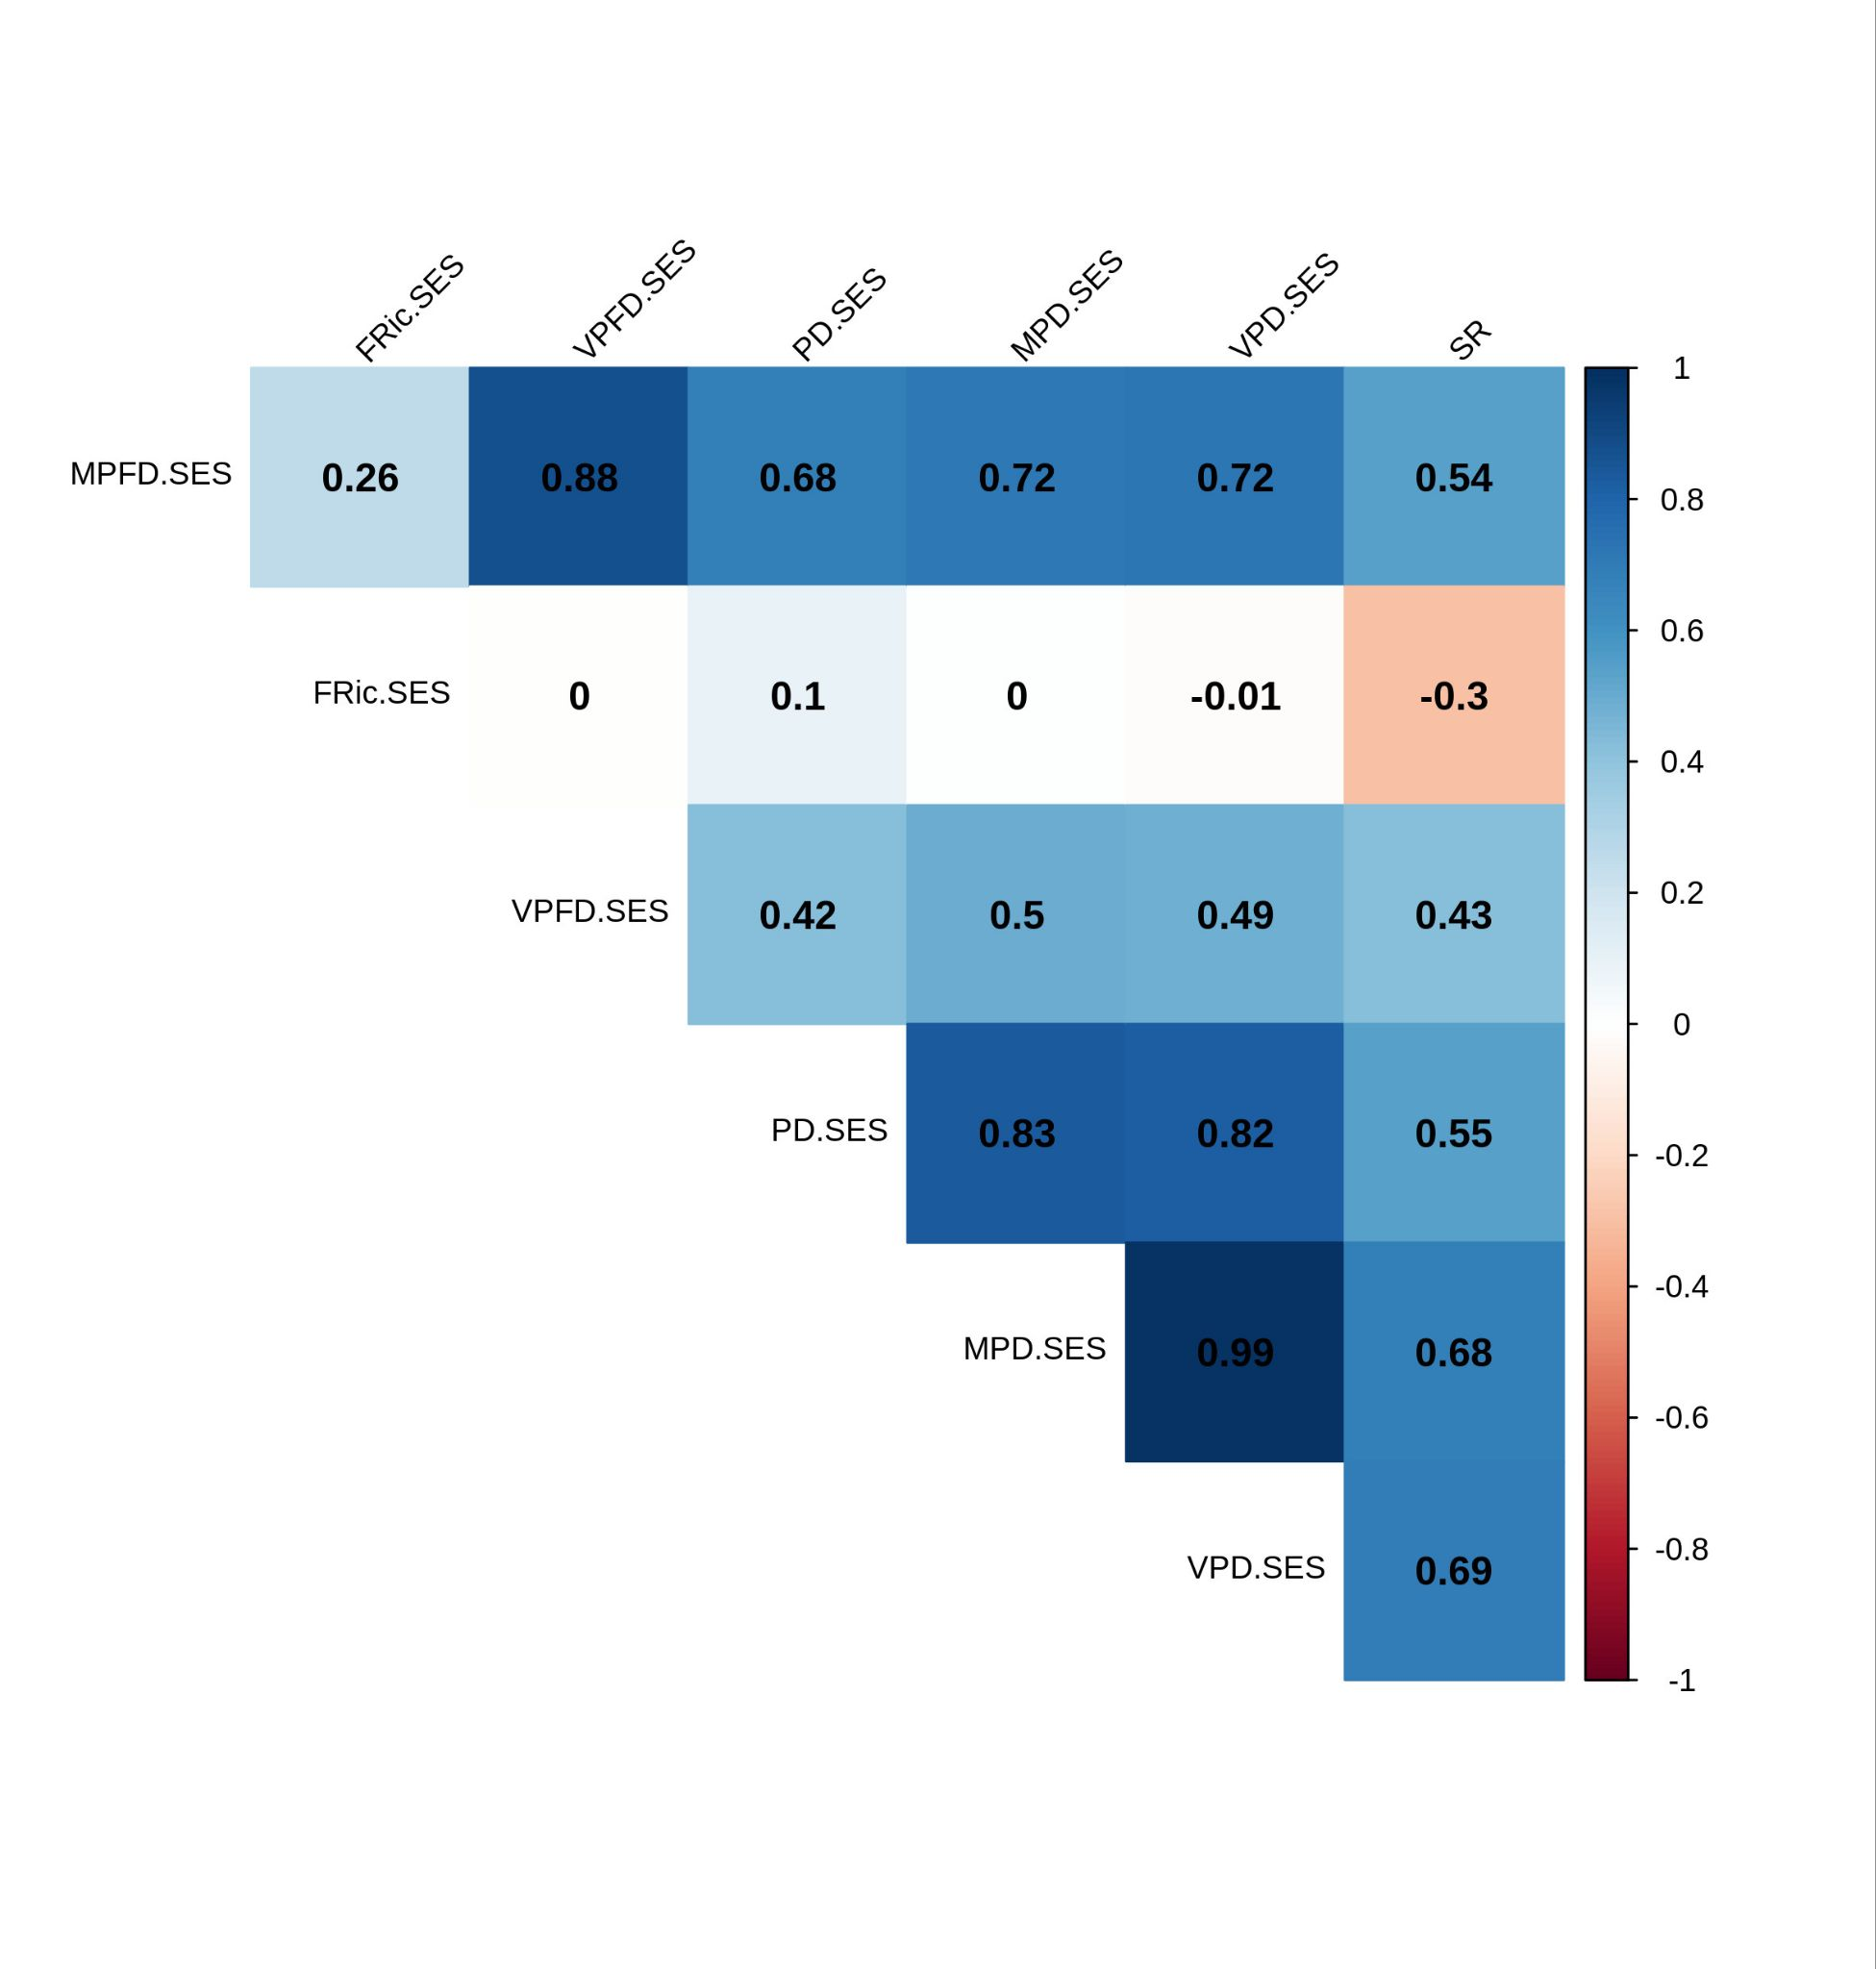 FRic.SES VPFD.SES PD.SES MPD.SES VPD.SES SR
MPFD.SES 0.26 0.88 0.68 0.72 0.72 0.54
FRic.SES 0 0.1 0 -0.01 -0.3
VPFD.SES 0.42 0.5 0.49 0.43
PD.SES 0.83 0.82 0.55
MPD.SES 0.99 0.68
VPD.SES 0.69
1
0.8
0.6
0.4
0.2
0
-0.2
-0.4
-0.6
-0.8
-1